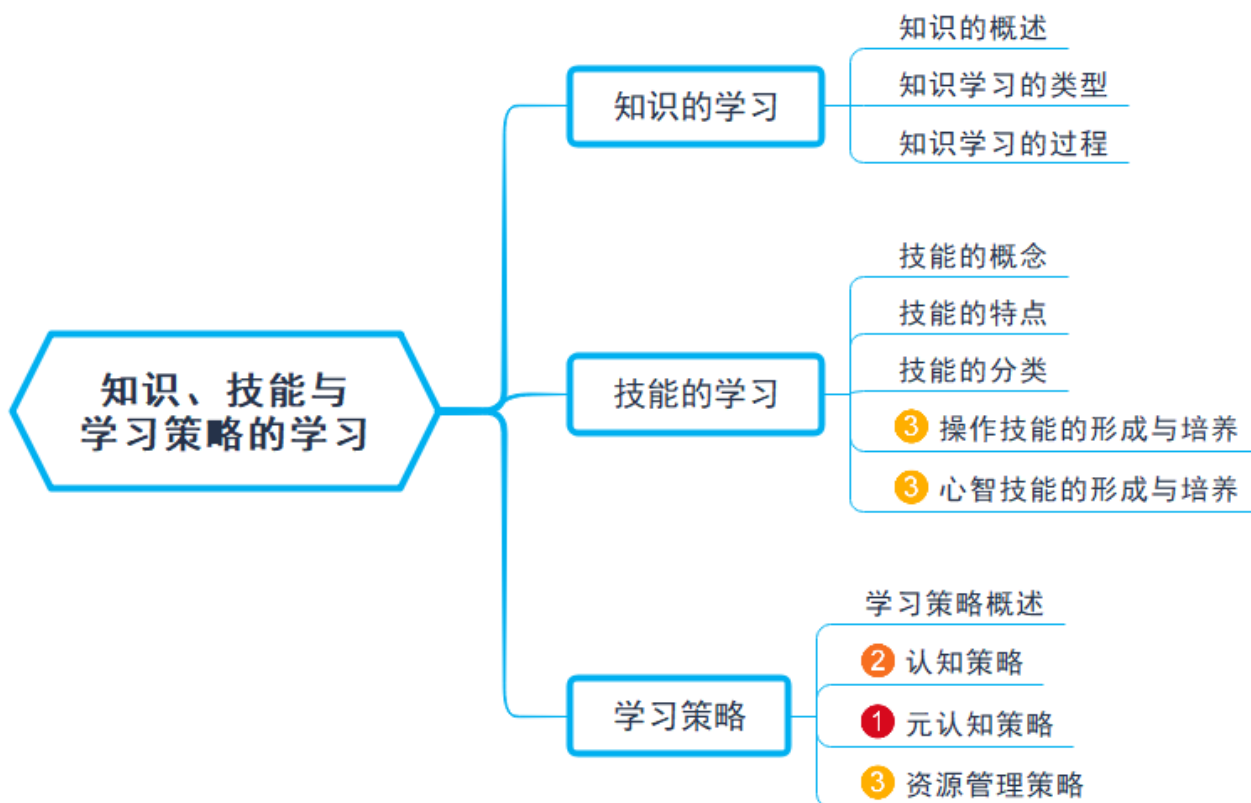 知识、技能与
学习策略的学习
知识的学习
知识的概述
知识学习的类型
知识学习的过程
技能的学习
技能的概念
技能的特点
技能的分类
3 操作技能的形成与培养
3 心智技能的形成与培养
学习策略
学习策略概述
2 认知策略
1 元认知策略
3 资源管理策略